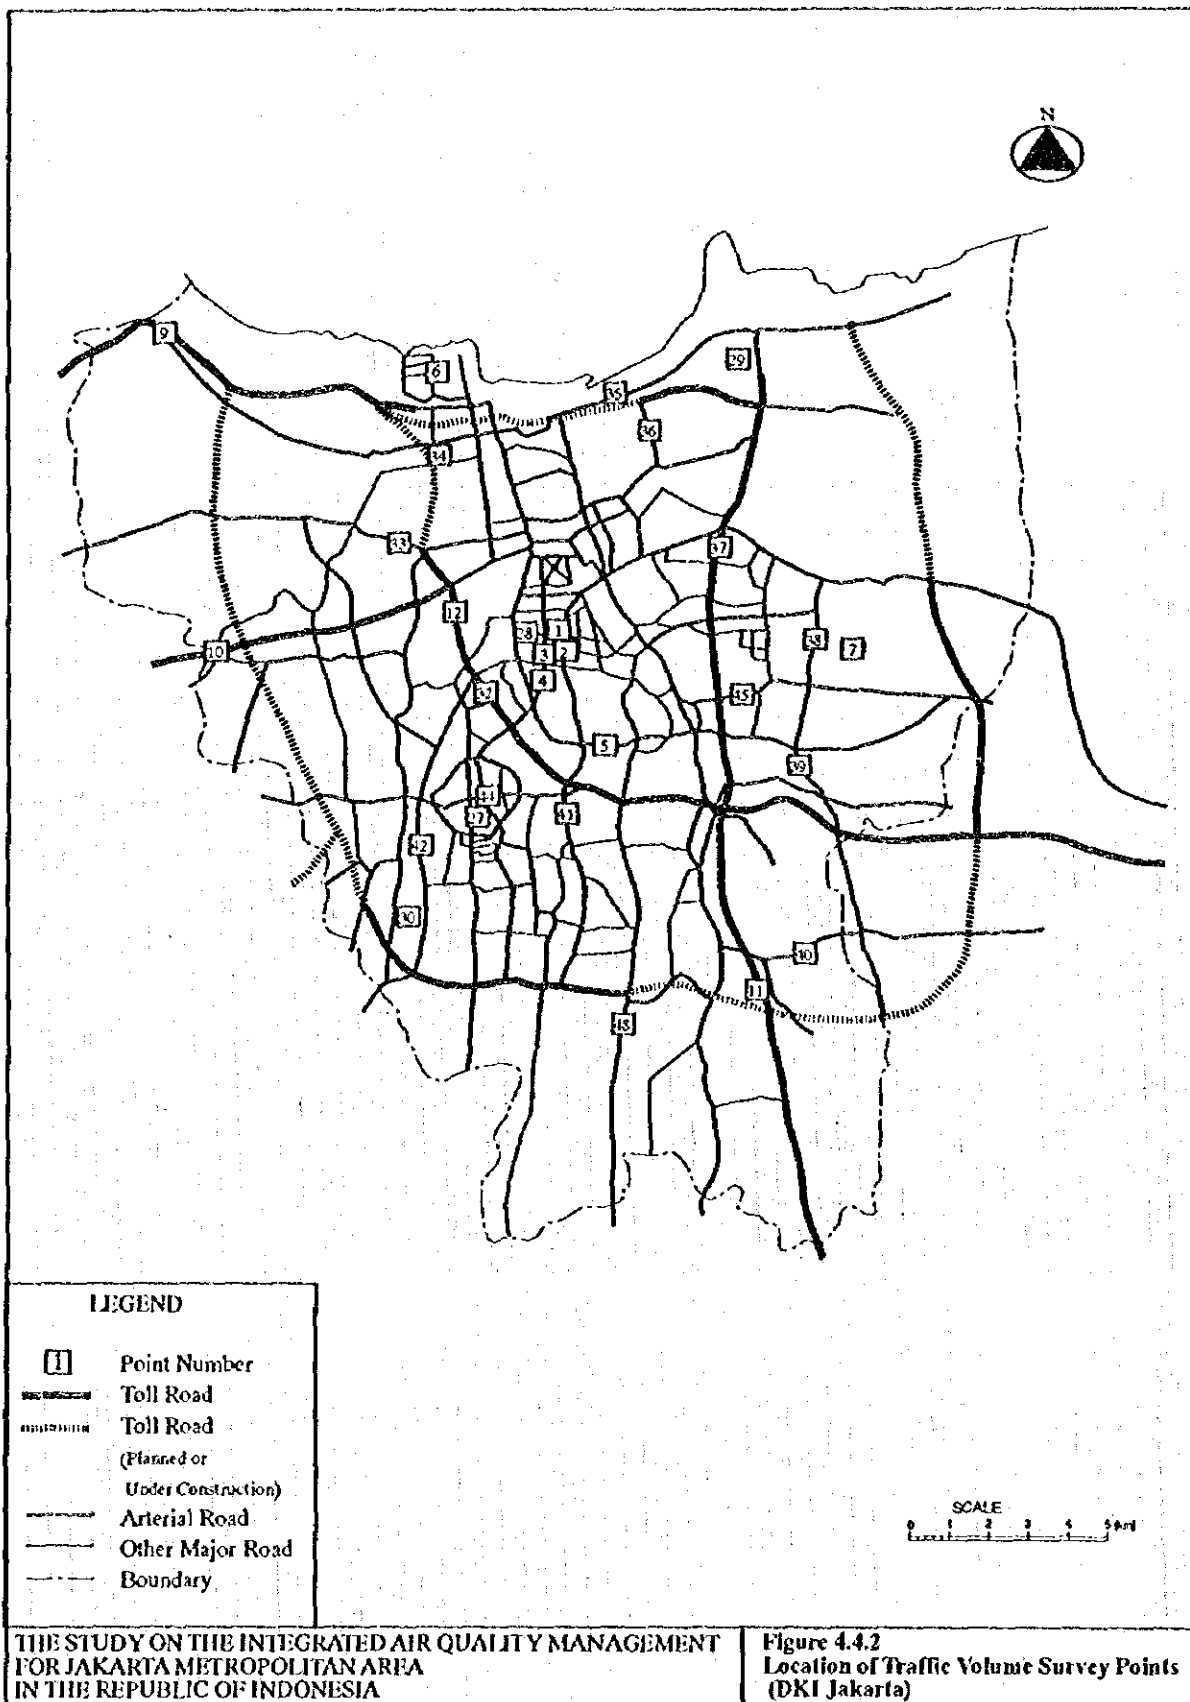 N
9
6
29
35
36
34
33
37
12
28
1
38
7
10
3
2
4
32
35
5
39
44
27
41
42
30
40
11
48
LEGEND
1 Point Number
Toll Road
Toll Road
(Planned or
Under Construction)
Arterial Road
Other Major Road
Boundary
SCALE
0 1 2 3 4 5 km
THE STUDY ON THE INTEGRATED AIR QUALITY MANAGEMENT
FOR JAKARTA METROPOLITAN AREA
IN THE REPUBLIC OF INDONESIA
Figure 4.4.2
Location of Traffic Volume Survey Points
(DKI Jakarta)